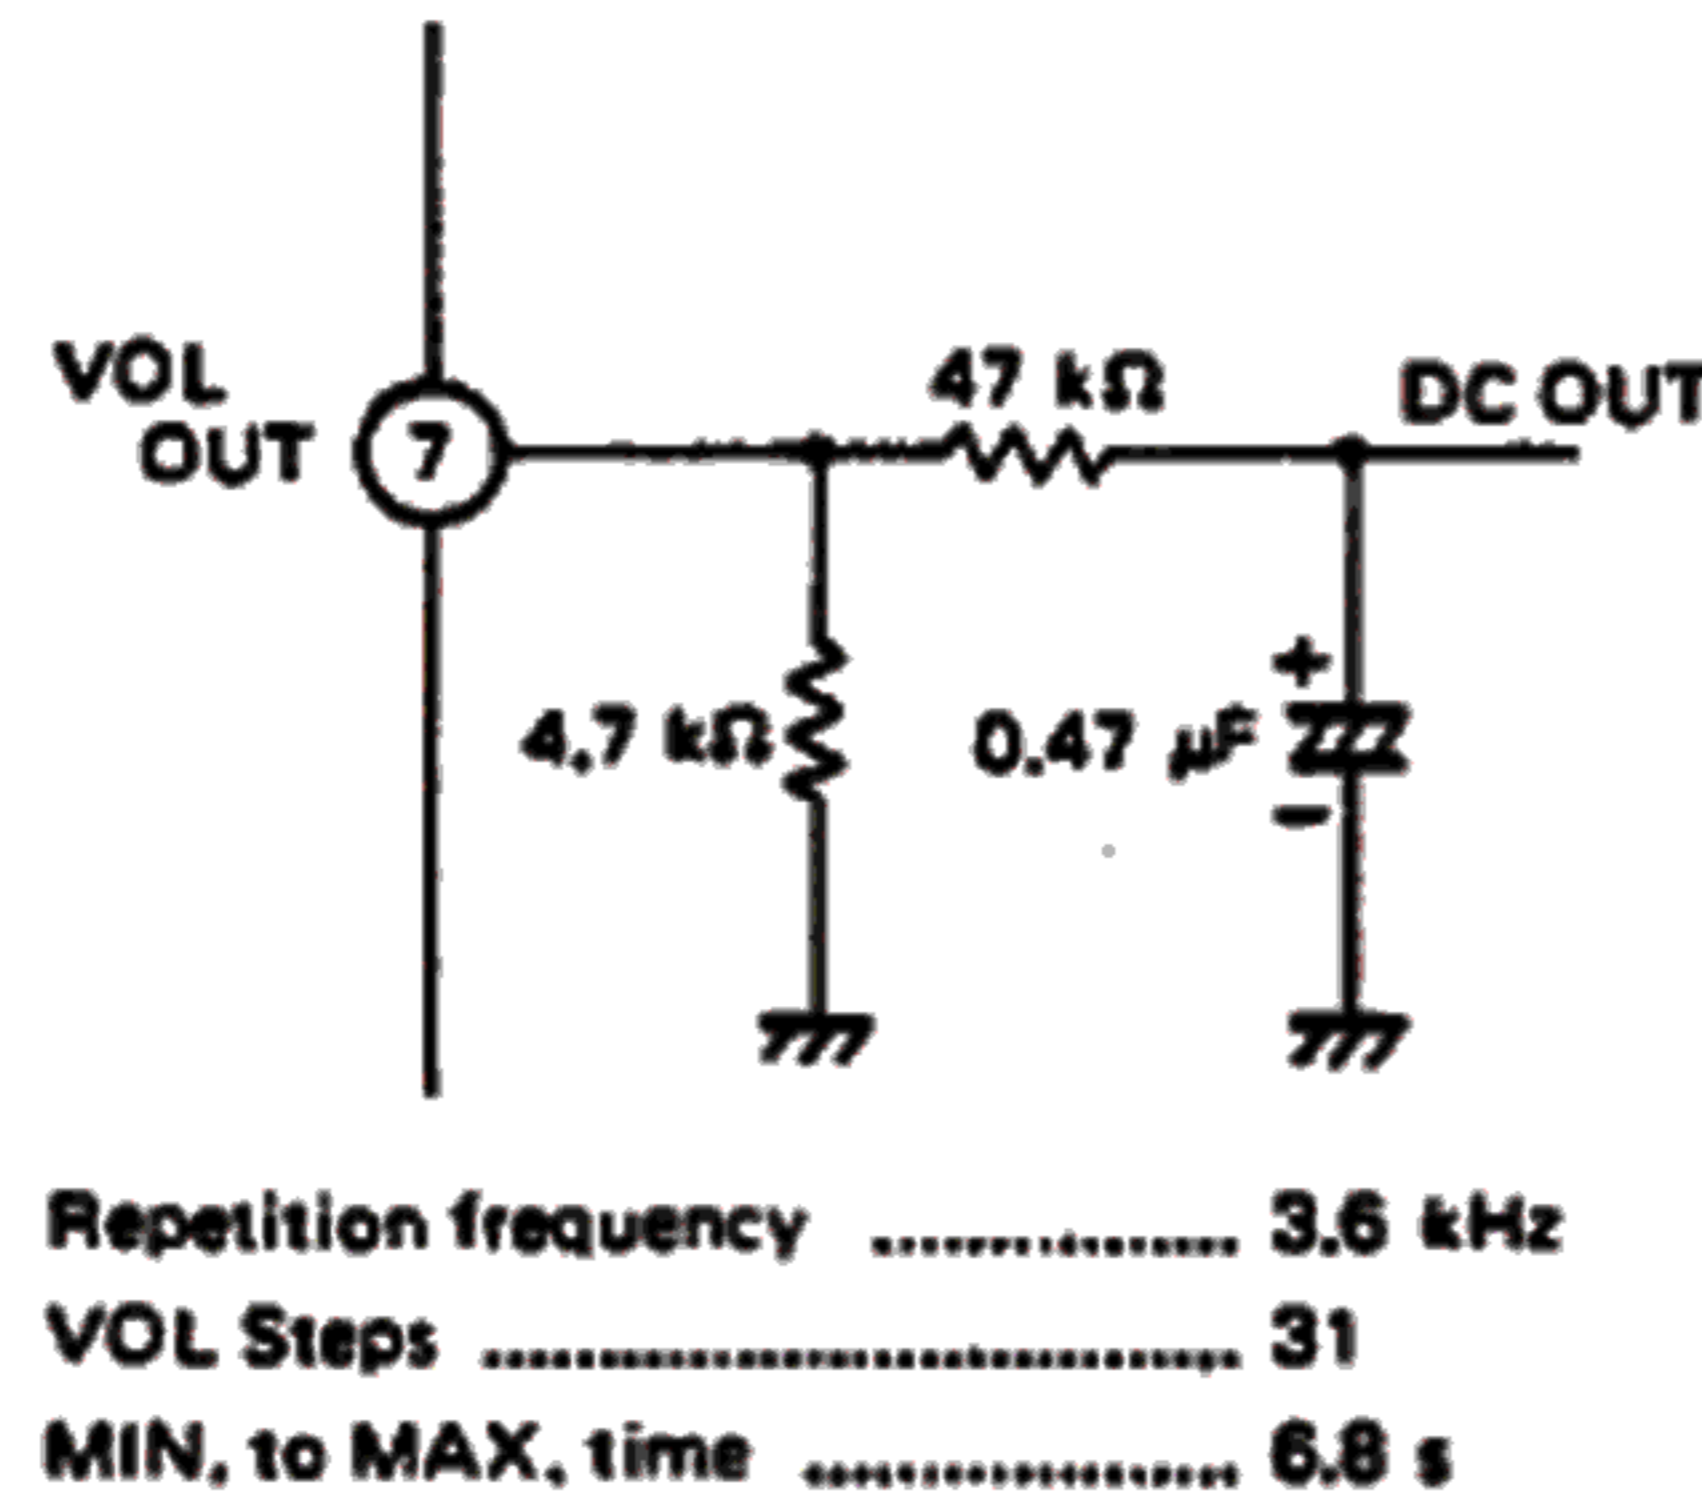 VOL
OUT
7
47 kΩ
DC OUT
4.7 kΩ
0.47 µF
+
−
Repetition frequency ................ 3.6 kHz
VOL Steps ................................. 31
MIN. to MAX. time ................... 6.8 s